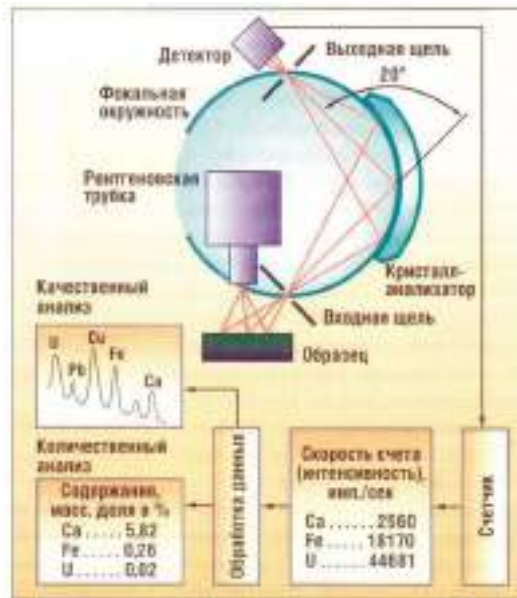 Детектор
Выходная щель
20°
Фокальная
окружность
Рентгеновская
трубка
Кристалл-
анализатор
Входная щель
Образец
Качественный
анализ
U
Pb
Cu
Fe
Ca
Количественный
анализ
Содержание,
масс. доля в %
Ca ..... 5,82
Fe ..... 0,26
U ...... 0,02
Обработка данных
Скорость счета
(интенсивность),
имп./сек
Ca ...... 2560
Fe ..... 18170
U ...... 44681
Счетчик